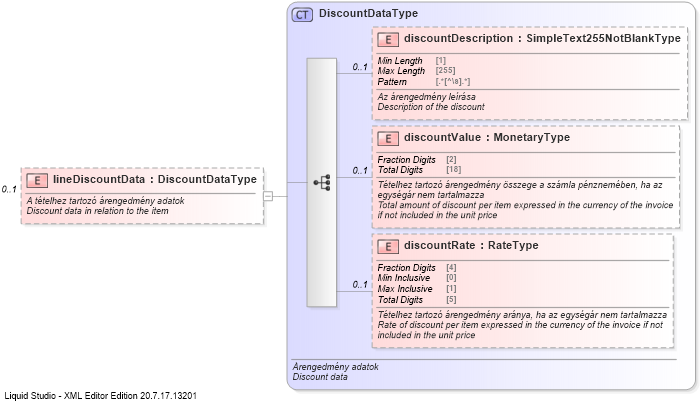 CT DiscountDataType
E discountDescription : SimpleText255NotBlankType
0..1
Min Length [1]
Max Length [255]
Pattern [.*[^\s].*]
Az árengedmény leírása
Description of the discount
E discountValue : MonetaryType
0..1
Fraction Digits [2]
Total Digits [18]
Tételhez tartozó árengedmény összege a számla pénznemében, ha az
egységár nem tartalmazza
Total amount of discount per item expressed in the currency of the invoice
if not included in the unit price
0..1
E lineDiscountData : DiscountDataType
A tételhez tartozó árengedmény adatok
Discount data in relation to the item
E discountRate : RateType
0..1
Fraction Digits [4]
Min Inclusive [0]
Max Inclusive [1]
Total Digits [5]
Tételhez tartozó árengedmény aránya, ha az egységár nem tartalmazza
Rate of discount per item expressed in the currency of the invoice if not
included in the unit price
Árengedmény adatok
Discount data
Liquid Studio - XML Editor Edition 20.7.17.13201